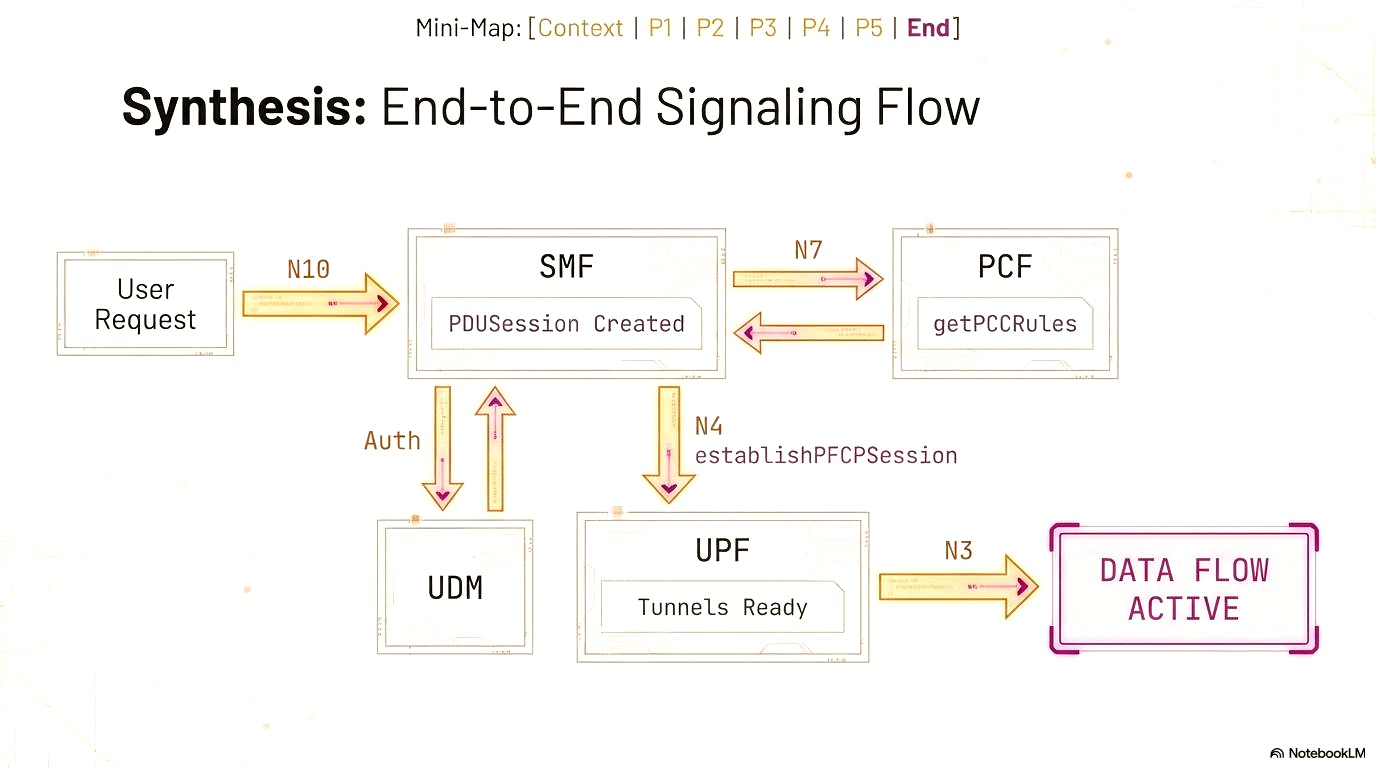 Mini-Map: [Context | P1 | P2 | P3 | P4 | P5 | End]
Synthesis: End-to-End Signaling Flow
User
Request
N10
SMF
PDUSession Created
N7
PCF
getPCCRules
Auth
N4
establishPFCPSession
UDM
UPF
Tunnels Ready
N3
DATA FLOW
ACTIVE
NotebookLM